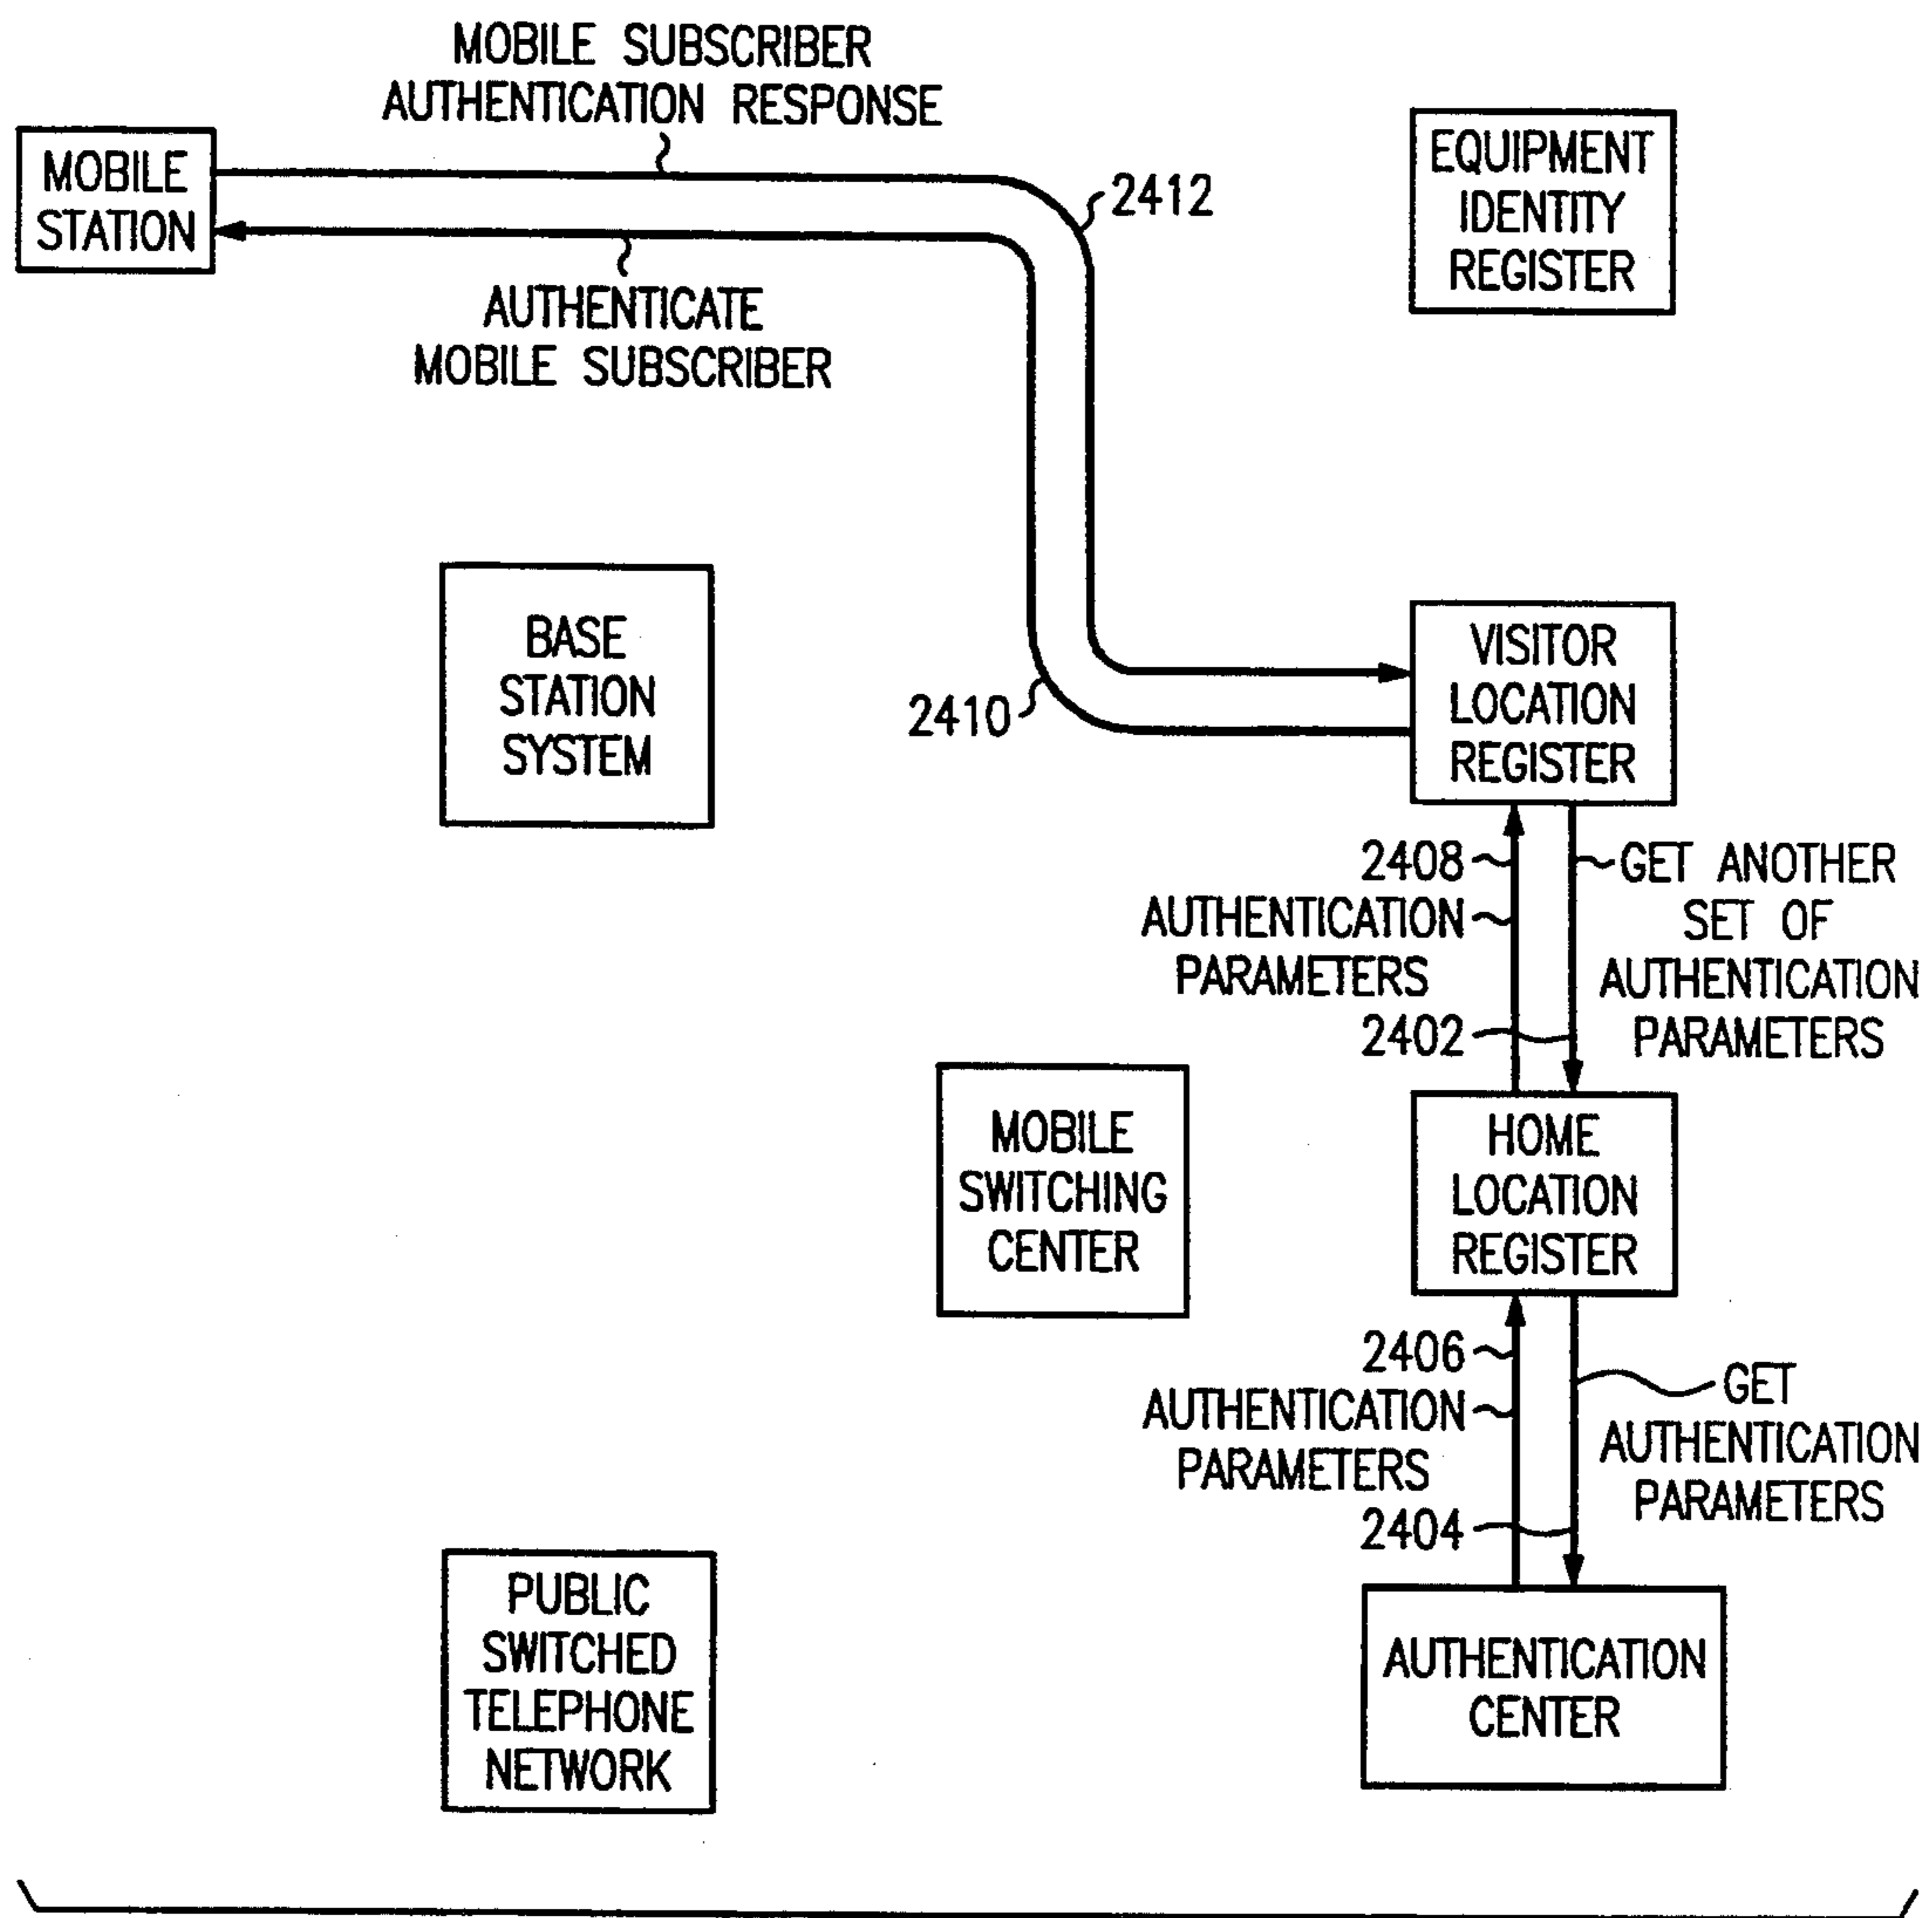 MOBILE SUBSCRIBER
AUTHENTICATION RESPONSE
MOBILE
STATION
2412
EQUIPMENT
IDENTITY
REGISTER
AUTHENTICATE
MOBILE SUBSCRIBER
BASE
STATION
SYSTEM
2410
VISITOR
LOCATION
REGISTER
2408
AUTHENTICATION
PARAMETERS
2402
GET ANOTHER
SET OF
AUTHENTICATION
PARAMETERS
MOBILE
SWITCHING
CENTER
HOME
LOCATION
REGISTER
2406
AUTHENTICATION
PARAMETERS
2404
GET
AUTHENTICATION
PARAMETERS
PUBLIC
SWITCHED
TELEPHONE
NETWORK
AUTHENTICATION
CENTER